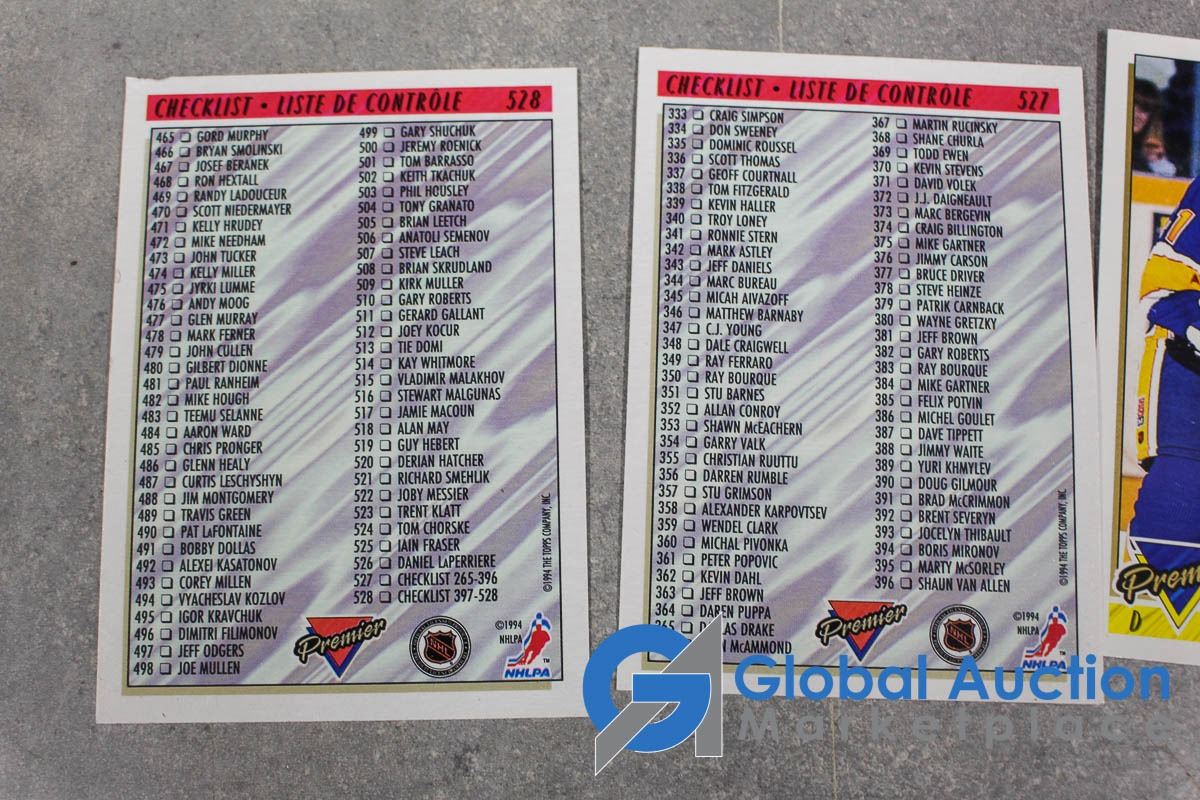 CHECKLIST • LISTE DE CONTRÔLE 528
465 GORD MURPHY
466 BRYAN SMOLINSKI
467 JOSEF BERANEK
468 RON HEXTALL
469 RANDY LADOUCEUR
470 SCOTT NIEDERMAYER
471 KELLY HRUDEY
472 MIKE NEEDHAM
473 JOHN TUCKER
474 KELLY MILLER
475 JYRKI LUMME
476 ANDY MOOG
477 GLEN MURRAY
478 MARK FERNER
479 JOHN CULLEN
480 GILBERT DIONNE
481 PAUL RANHEIM
482 MIKE HOUGH
483 TEEMU SELANNE
484 AARON WARD
485 CHRIS PRONGER
486 GLENN HEALY
487 CURTIS LESCHYSHYN
488 JIM MONTGOMERY
489 TRAVIS GREEN
490 PAT LaFONTAINE
491 BOBBY DOLLAS
492 ALEXEI KASATONOV
493 COREY MILLEN
494 VYACHESLAV KOZLOV
495 IGOR KRAVCHUK
496 DIMITRI FILIMONOV
497 JEFF ODGERS
498 JOE MULLEN
499 GARY SHUCHUK
500 JEREMY ROENICK
501 TOM BARRASSO
502 KEITH TKACHUK
503 PHIL HOUSLEY
504 TONY GRANATO
505 BRIAN LEETCH
506 ANATOLI SEMENOV
507 STEVE LEACH
508 BRIAN SKRUDLAND
509 KIRK MULLER
510 GARY ROBERTS
511 GERARD GALLANT
512 JOEY KOCUR
513 TIE DOMI
514 KAY WHITMORE
515 VLADIMIR MALAKHOV
516 STEWART MALGUNAS
517 JAMIE MACOUN
518 ALAN MAY
519 GUY HEBERT
520 DERIAN HATCHER
521 RICHARD SMEHLIK
522 JOBY MESSIER
523 TRENT KLATT
524 TOM CHORSKE
525 IAIN FRASER
526 DANIEL LAPERRIERE
527 CHECKLIST 265-396
528 CHECKLIST 397-528
©1994 THE TOPPS COMPANY, INC.
Premier
NHL
©1994
NHLPA
NHLPA
TM
CHECKLIST • LISTE DE CONTRÔLE 527
333 CRAIG SIMPSON
334 DON SWEENEY
335 DOMINIC ROUSSEL
336 SCOTT THOMAS
337 GEOFF COURTNALL
338 TOM FITZGERALD
339 KEVIN HALLER
340 TROY LONEY
341 RONNIE STERN
342 MARK ASTLEY
343 JEFF DANIELS
344 MARC BUREAU
345 MICAH AIVAZOFF
346 MATTHEW BARNABY
347 C.J. YOUNG
348 DALE CRAIGWELL
349 RAY FERRARO
350 RAY BOURQUE
351 STU BARNES
352 ALLAN CONROY
353 SHAWN McEACHERN
354 GARRY VALK
355 CHRISTIAN RUUTTU
356 DARREN RUMBLE
357 STU GRIMSON
358 ALEXANDER KARPOVTSEV
359 WENDEL CLARK
360 MICHAL PIVONKA
361 PETER POPOVIC
362 KEVIN DAHL
363 JEFF BROWN
364 DAREN PUPPA
365 DALLAS DRAKE
McAMMOND
367 MARTIN RUCINSKY
368 SHANE CHURLA
369 TODD EWEN
370 KEVIN STEVENS
371 DAVID VOLEK
372 J.J. DAIGNEAULT
373 MARC BERGEVIN
374 CRAIG BILLINGTON
375 MIKE GARTNER
376 JIMMY CARSON
377 BRUCE DRIVER
378 STEVE HEINZE
379 PATRIK CARNBACK
380 WAYNE GRETZKY
381 JEFF BROWN
382 GARY ROBERTS
383 RAY BOURQUE
384 MIKE GARTNER
385 FELIX POTVIN
386 MICHEL GOULET
387 DAVE TIPPETT
388 JIMMY WAITE
389 YURI KHMYLEV
390 DOUG GILMOUR
391 BRAD McCRIMMON
392 BRENT SEVERYN
393 JOCELYN THIBAULT
394 BORIS MIRONOV
395 MARTY McSORLEY
396 SHAUN VAN ALLEN
©1994 THE TOPPS COMPANY, INC.
Premier
NHL
©1994
NHLPA
NHLPA
Prem
D
GA Global Auction
Marketplace